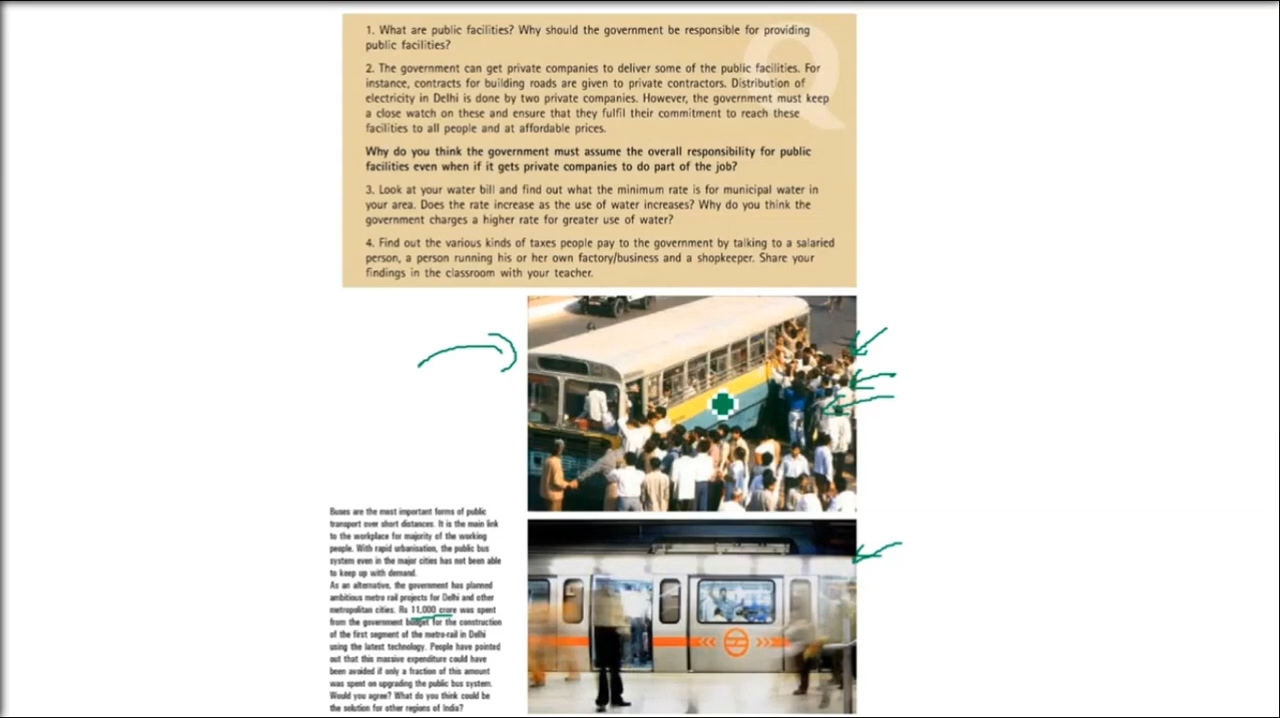 1. What are public facilities? Why should the government be responsible for providing
public facilities?
2. The government can get private companies to deliver some of the public facilities. For
instance, contracts for building roads are given to private contractors. Distribution of
electricity in Delhi is done by two private companies. However, the government must keep
a close watch on these and ensure that they fulfil their commitment to reach these
facilities to all people and at affordable prices.
Why do you think the government must assume the overall responsibility for public
facilities even when if it gets private companies to do part of the job?
3. Look at your water bill and find out what the minimum rate is for municipal water in
your area. Does the rate increase as the use of water increases? Why do you think the
government charges a higher rate for greater use of water?
4. Find out the various kinds of taxes people pay to the government by talking to a salaried
person, a person running his or her own factory/business and a shopkeeper. Share your
findings in the classroom with your teacher.
Buses are the most important forms of public
transport over short distances. It is the main link
to the workplace for majority of the working
people. With rapid urbanisation, the public bus
system even in the major cities has not been able
to keep up with demand.
As an alternative, the government has planned
ambitious metro rail projects for Delhi and other
metropolitan cities. Rs 11,000 crore was spent
from the government budget for the construction
of the first segment of the metro-rail in Delhi
using the latest technology. People have pointed
out that this massive expenditure could have
been avoided if only a fraction of this amount
was spent on upgrading the public bus system.
Would you agree? What do you think could be
the solution for other regions of India?